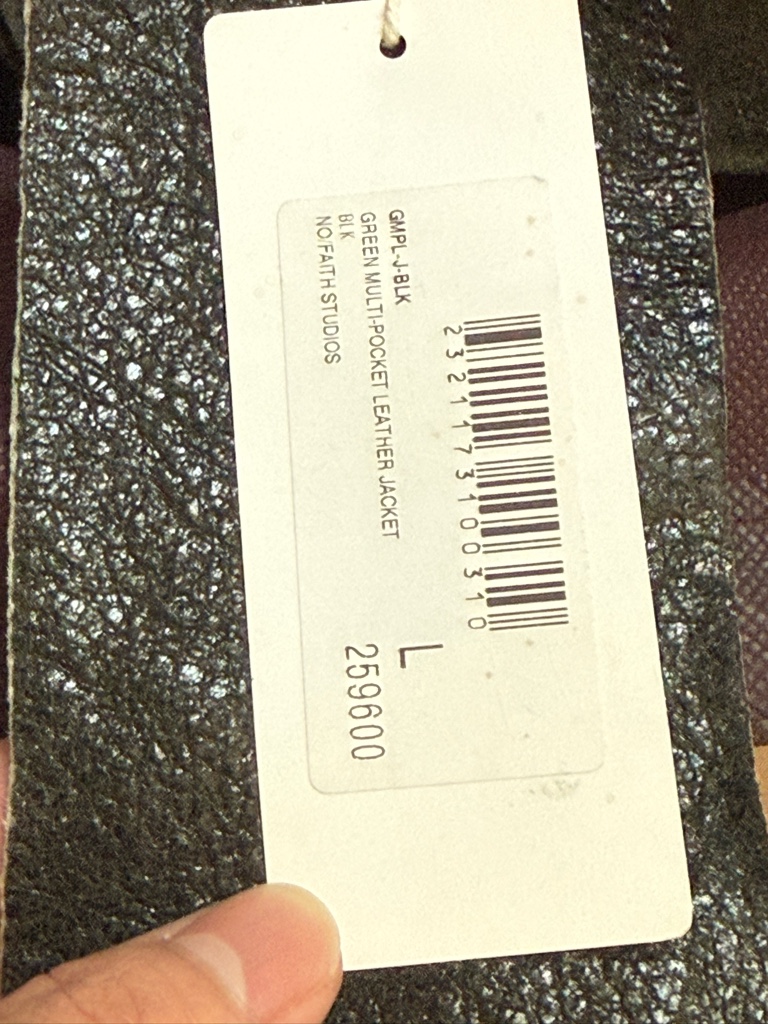 GMPL-J-BLK
GREEN MULTI-POCKET LEATHER JACKET
BLK
NO/FAITH STUDIOS
2321173100310
L
259600